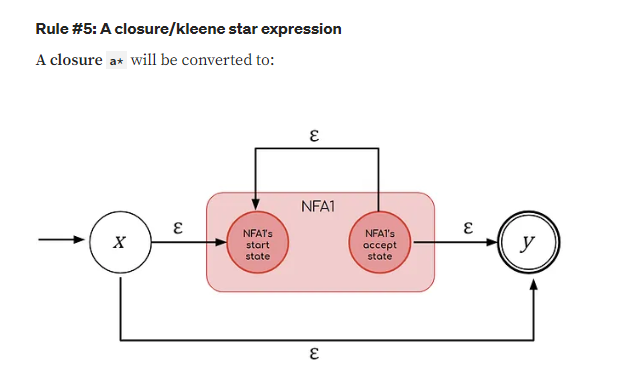 Rule #5: A closure/kleene star expression
A closure a* will be converted to:
ε
NFA1
x
ε
NFA1's
start
state
NFA1's
accept
state
ε
y
ε